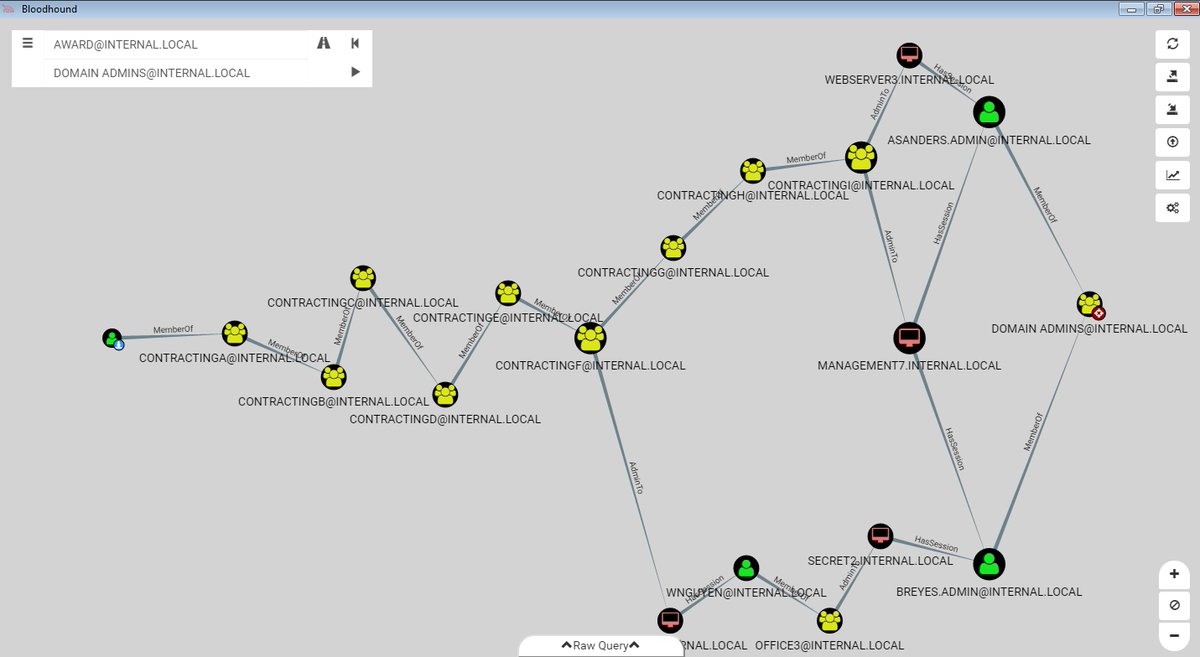 Bloodhound
AWARD@INTERNAL.LOCAL
DOMAIN ADMINS@INTERNAL.LOCAL
WEBSERVER3.INTERNAL.LOCAL
HasSession
AdminTo
ASANDERS.ADMIN@INTERNAL.LOCAL
MemberOf
CONTRACTINGI@INTERNAL.LOCAL
CONTRACTINGH@INTERNAL.LOCAL
MemberOf
MemberOf
AdminTo
HasSession
CONTRACTINGG@INTERNAL.LOCAL
MemberOf
CONTRACTINGC@INTERNAL.LOCAL
MemberOf
CONTRACTINGE@INTERNAL.LOCAL
DOMAIN ADMINS@INTERNAL.LOCAL
MemberOf
MemberOf
MemberOf
MemberOf
MemberOf
CONTRACTINGA@INTERNAL.LOCAL
CONTRACTINGF@INTERNAL.LOCAL
MANAGEMENT7.INTERNAL.LOCAL
CONTRACTINGB@INTERNAL.LOCAL
CONTRACTINGD@INTERNAL.LOCAL
MemberOf
HasSession
AdminTo
HasSession
SECRET2.INTERNAL.LOCAL
AdminTo
MemberOf
HasSession
WNGUYEN@INTERNAL.LOCAL
BREYES.ADMIN@INTERNAL.LOCAL
OFFICE3@INTERNAL.LOCAL
Raw Query